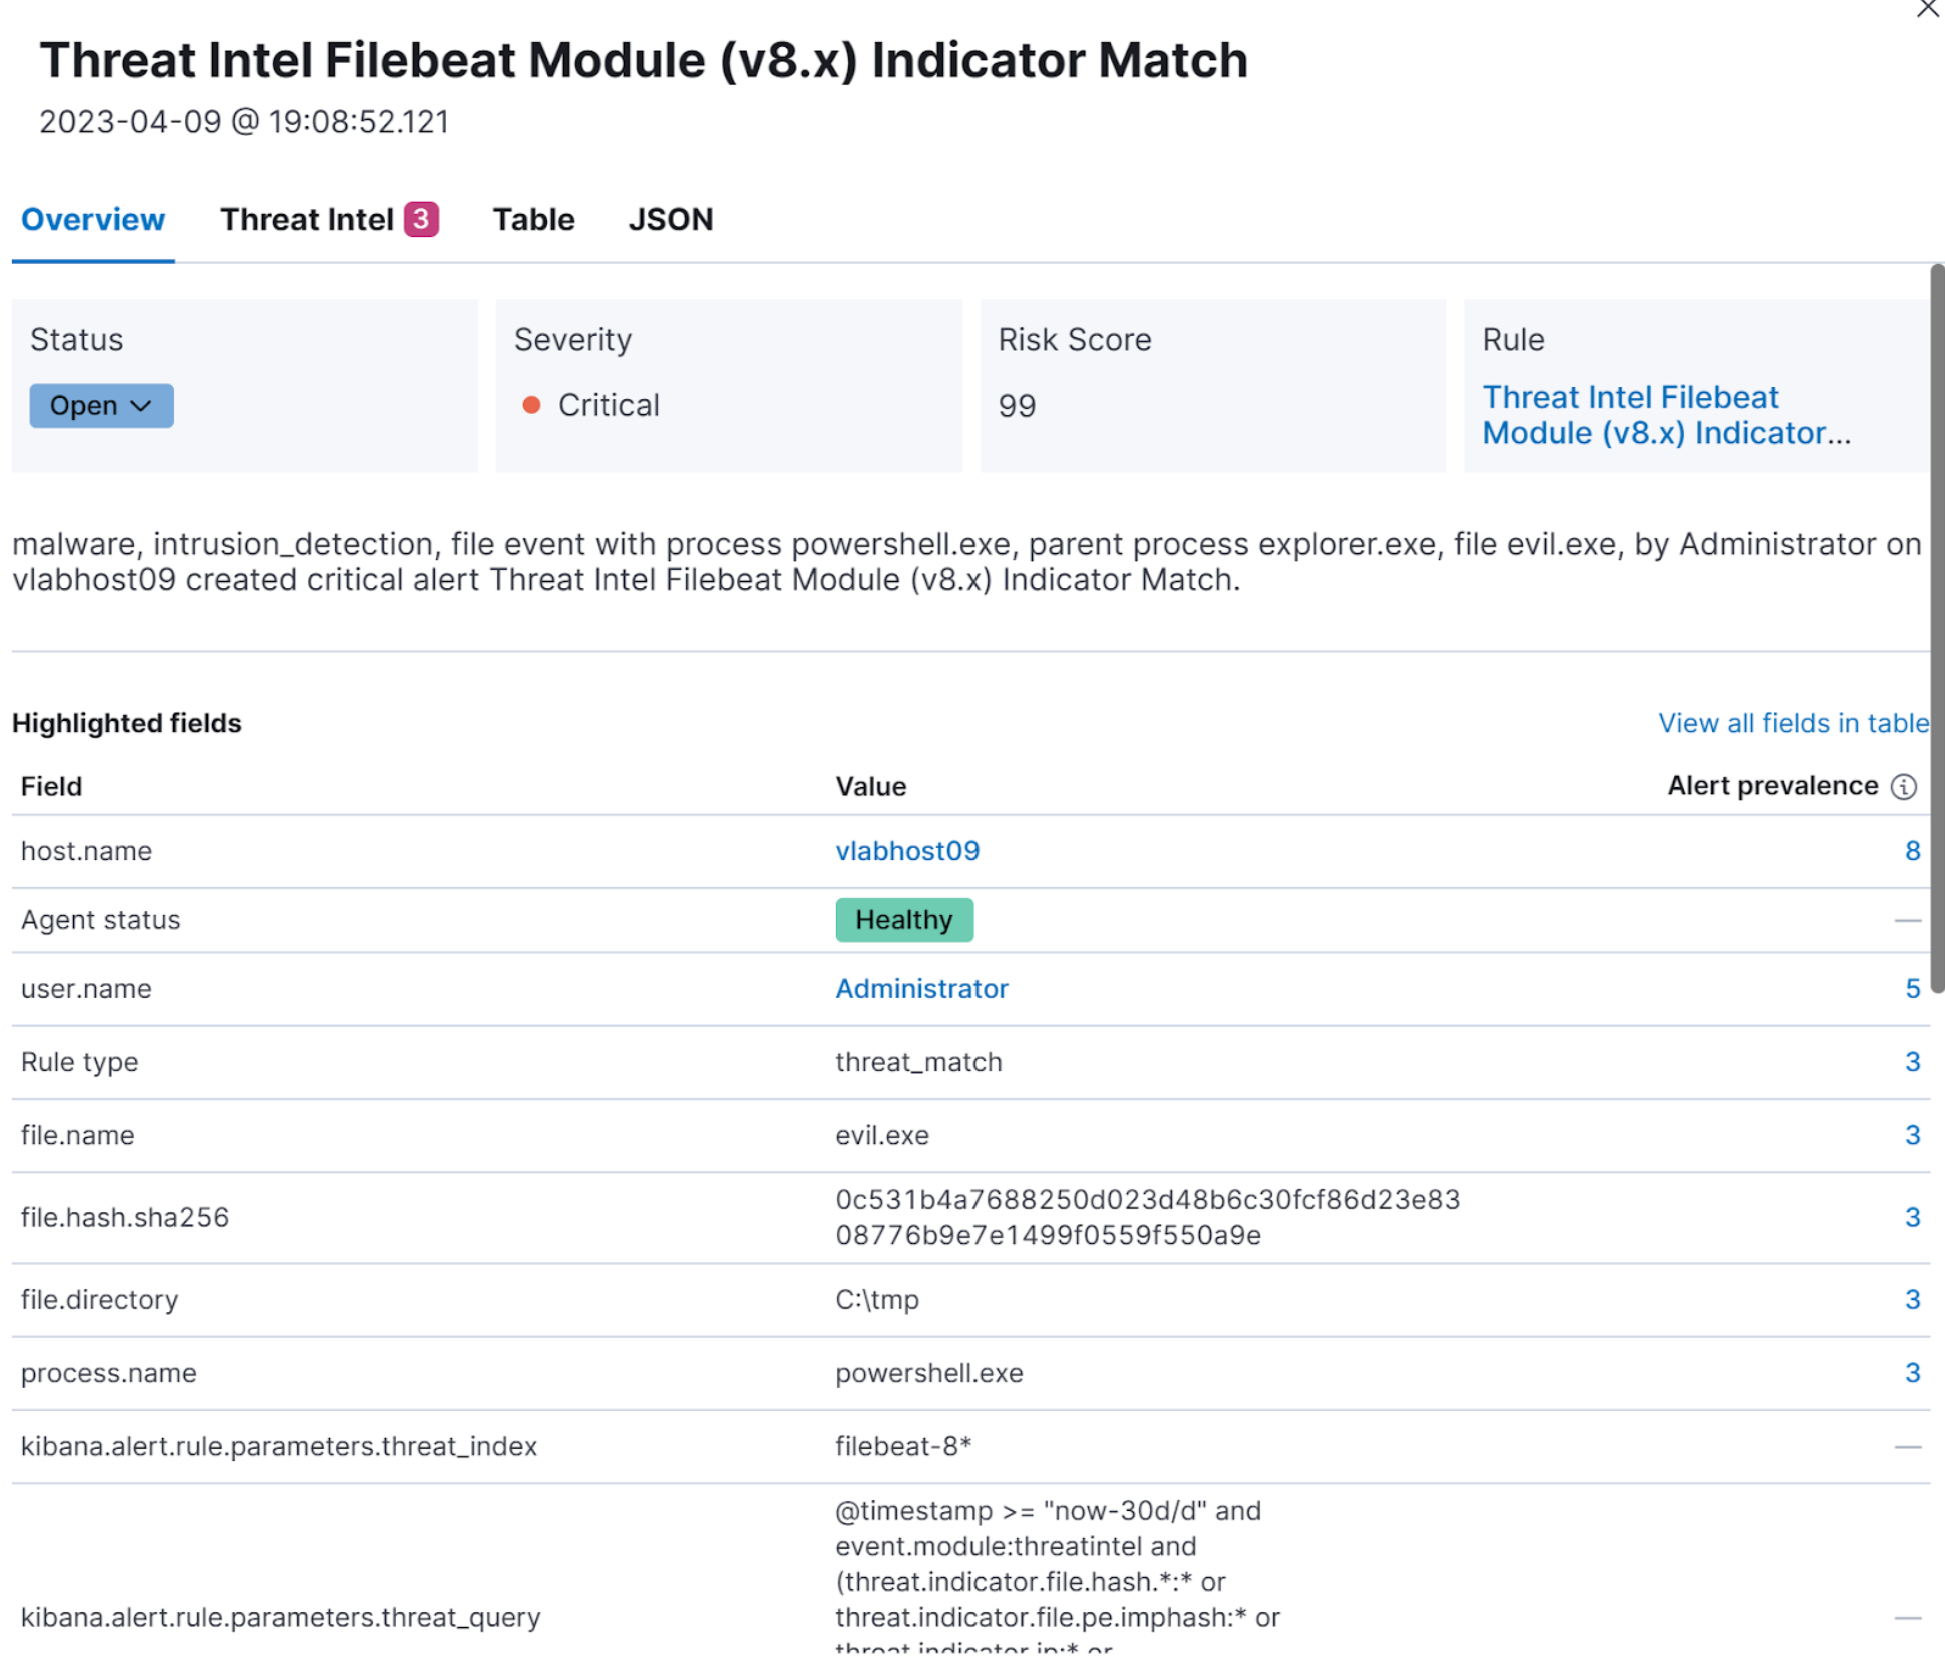 Threat Intel Filebeat Module (v8.x) Indicator Match
2023-04-09 @ 19:08:52.121
Overview Threat Intel 3 Table JSON
Status Severity Risk Score Rule
Open Critical 99 Threat Intel Filebeat
Module (v8.x) Indicator...
malware, intrusion_detection, file event with process powershell.exe, parent process explorer.exe, file evil.exe, by Administrator on
vlabhost09 created critical alert Threat Intel Filebeat Module (v8.x) Indicator Match.
Highlighted fields View all fields in table
Field Value Alert prevalence
host.name vlabhost09 8
Agent status Healthy —
user.name Administrator 5
Rule type threat_match 3
file.name evil.exe 3
file.hash.sha256 0c531b4a7688250d023d48b6c30fcf86d23e83
08776b9e7e1499f0559f550a9e 3
file.directory C:\tmp 3
process.name powershell.exe 3
kibana.alert.rule.parameters.threat_index filebeat-8* —
@timestamp >= "now-30d/d" and
event.module:threatintel and
(threat.indicator.file.hash.*:* or
kibana.alert.rule.parameters.threat_query threat.indicator.file.pe.imphash:* or —
threat.indicator.ip:* or